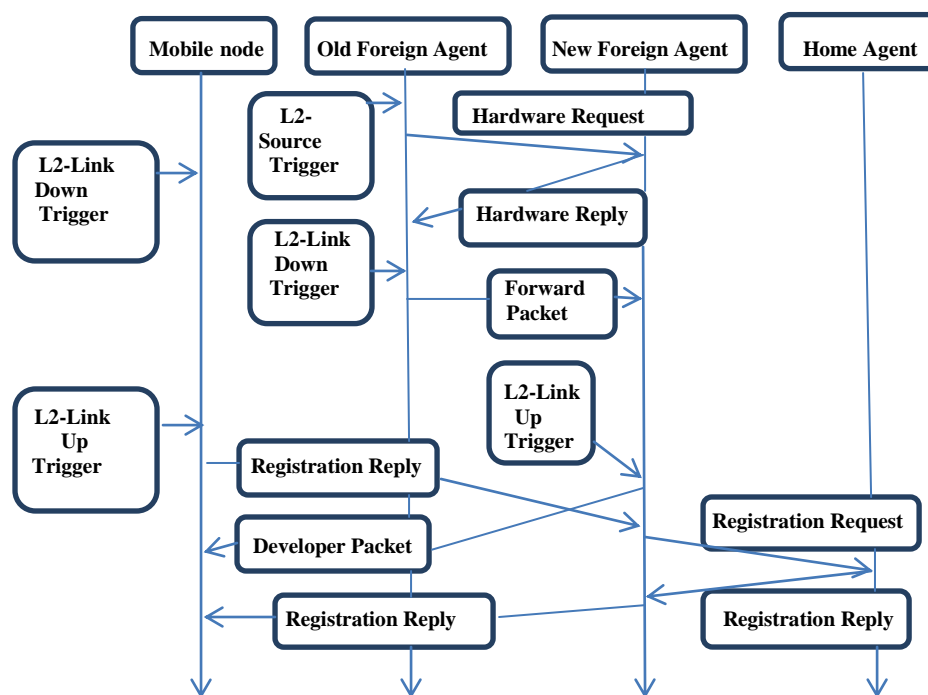 Mobile node
Old Foreign Agent
New Foreign Agent
Home Agent
L2-
Source
Trigger
Hardware Request
L2-Link
Down
Trigger
Hardware Reply
L2-Link
Down
Trigger
Forward
Packet
L2-Link
Up
Trigger
L2-Link
Up
Trigger
Registration Reply
Registration Request
Developer Packet
Registration Reply
Registration Reply